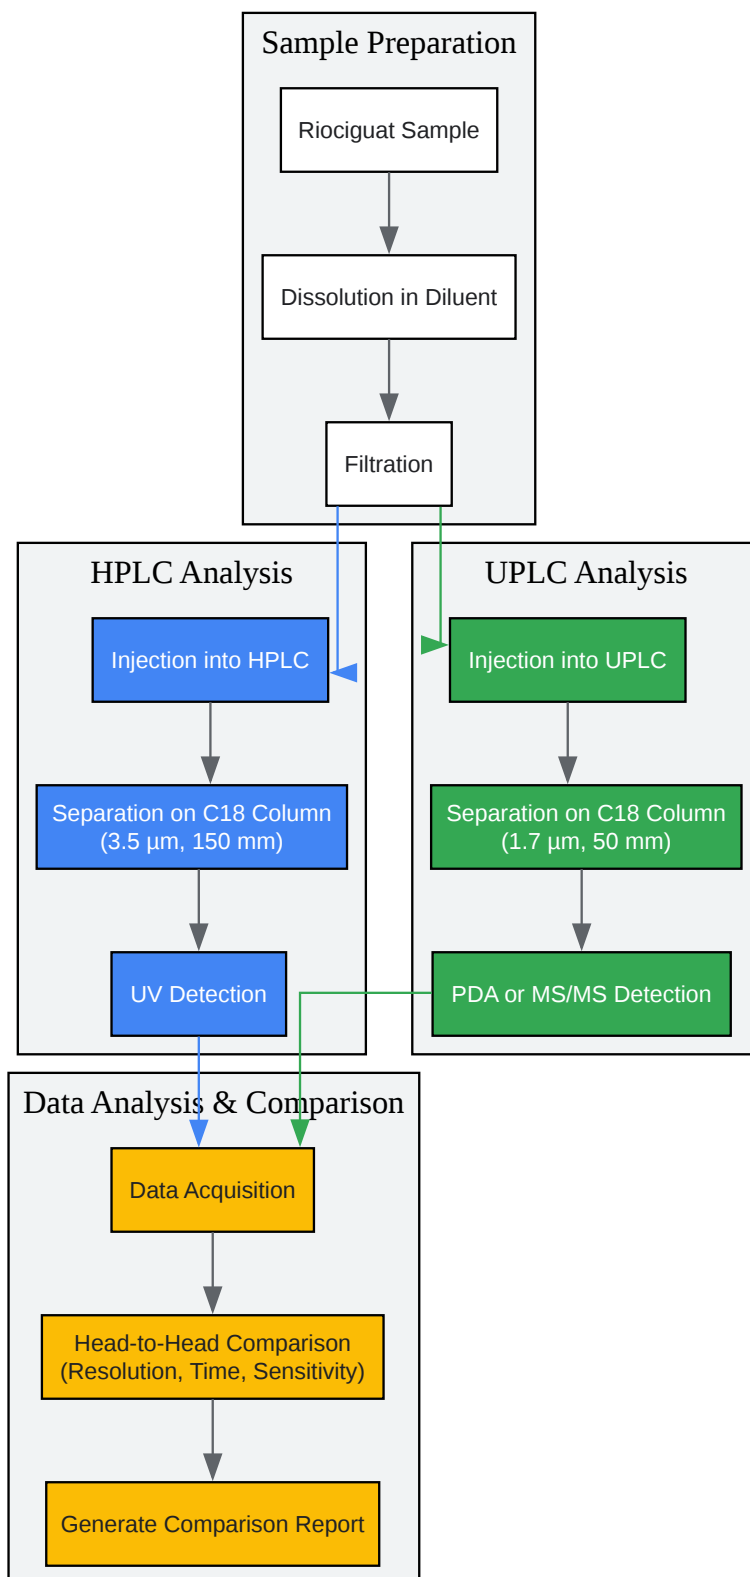 Sample Preparation
Riociguat Sample
Dissolution in Diluent
Filtration
HPLC Analysis
Injection into HPLC
Separation on C18 Column
(3.5 µm, 150 mm)
UV Detection
UPLC Analysis
Injection into UPLC
Separation on C18 Column
(1.7 µm, 50 mm)
PDA or MS/MS Detection
Data Analysis & Comparison
Data Acquisition
Head-to-Head Comparison
(Resolution, Time, Sensitivity)
Generate Comparison Report